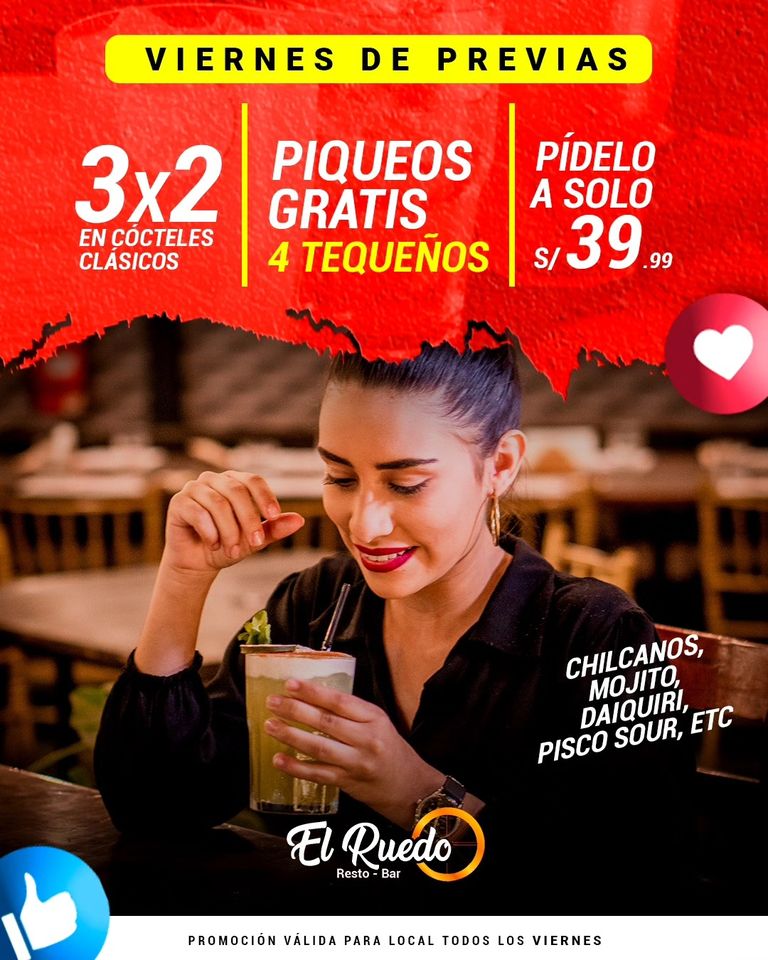 VIERNES DE PREVIAS
3x2
EN CÓCTELES
CLÁSICOS
PIQUEOS
GRATIS
4 TEQUEÑOS
PÍDELO
A SOLO
S/ 39.99
CHILCANOS,
MOJITO,
DAIQUIRI,
PISCO SOUR, ETC
El Ruedo
Resto - Bar
PROMOCIÓN VÁLIDA PARA LOCAL TODOS LOS VIERNES